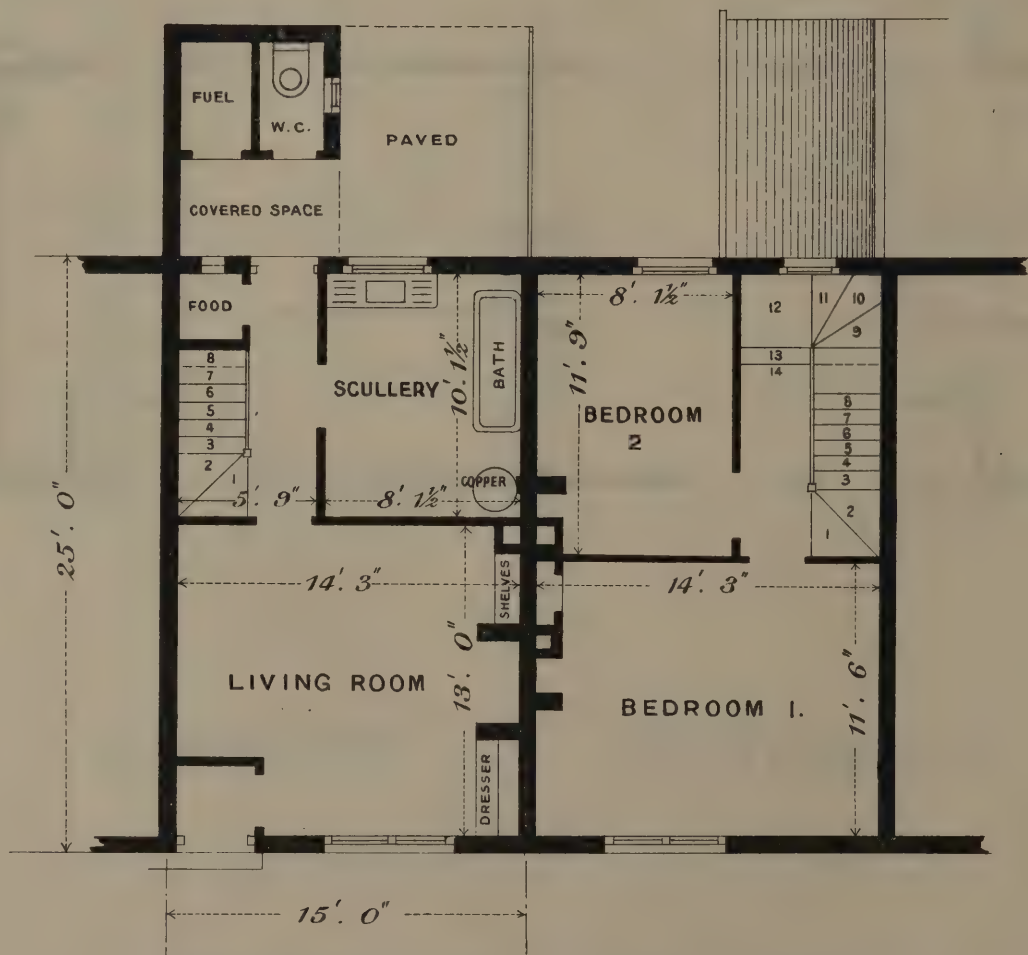 FUEL
W.C.
PAVED
COVERED SPACE
FOOD
8
7
6
5
4
3
2
1
5'. 9"
SCULLERY
10'. 1½"
BATH
COPPER
8'. 1½"
25'. 0"
14'. 3"
SHELVES
LIVING ROOM
13'. 0"
DRESSER
15'. 0"
8'. 1½"
11'. 9"
BEDROOM
2
12
11
10
9
13
14
8
7
6
5
4
3
2
1
14'. 3"
BEDROOM 1.
11'. 6"